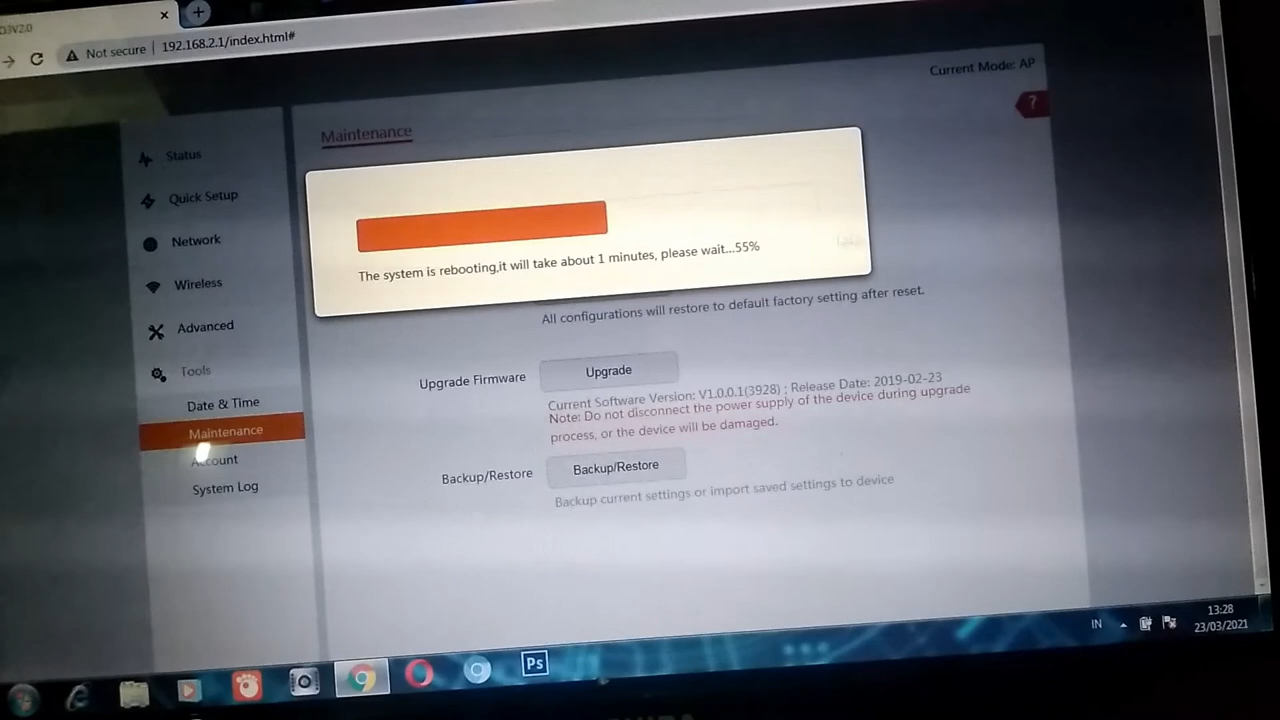 O3V2.0
Not secure | 192.168.2.1/index.html#
Current Mode: AP
?
Maintenance
Status
Quick Setup
Network
Wireless
Advanced
Tools
Date & Time
Maintenance
Account
System Log
The system is rebooting,it will take about 1 minutes, please wait...55%
All configurations will restore to default factory setting after reset.
Upgrade Firmware
Upgrade
Current Software Version: V1.0.0.1(3928) ; Release Date: 2019-02-23
Note: Do not disconnect the power supply of the device during upgrade
process, or the device will be damaged.
Backup/Restore
Backup/Restore
Backup current settings or import saved settings to device
IN
13:28
23/03/2021
Ps